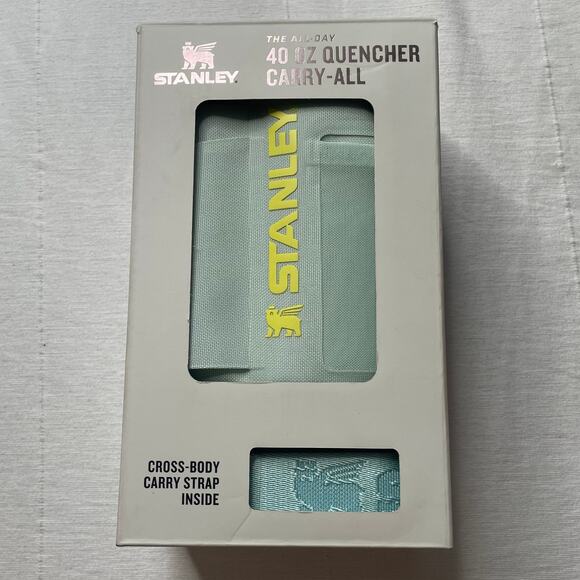 STANLEY
THE ALL-DAY
40 OZ QUENCHER
CARRY-ALL
STANLEY
CROSS-BODY
CARRY STRAP
INSIDE